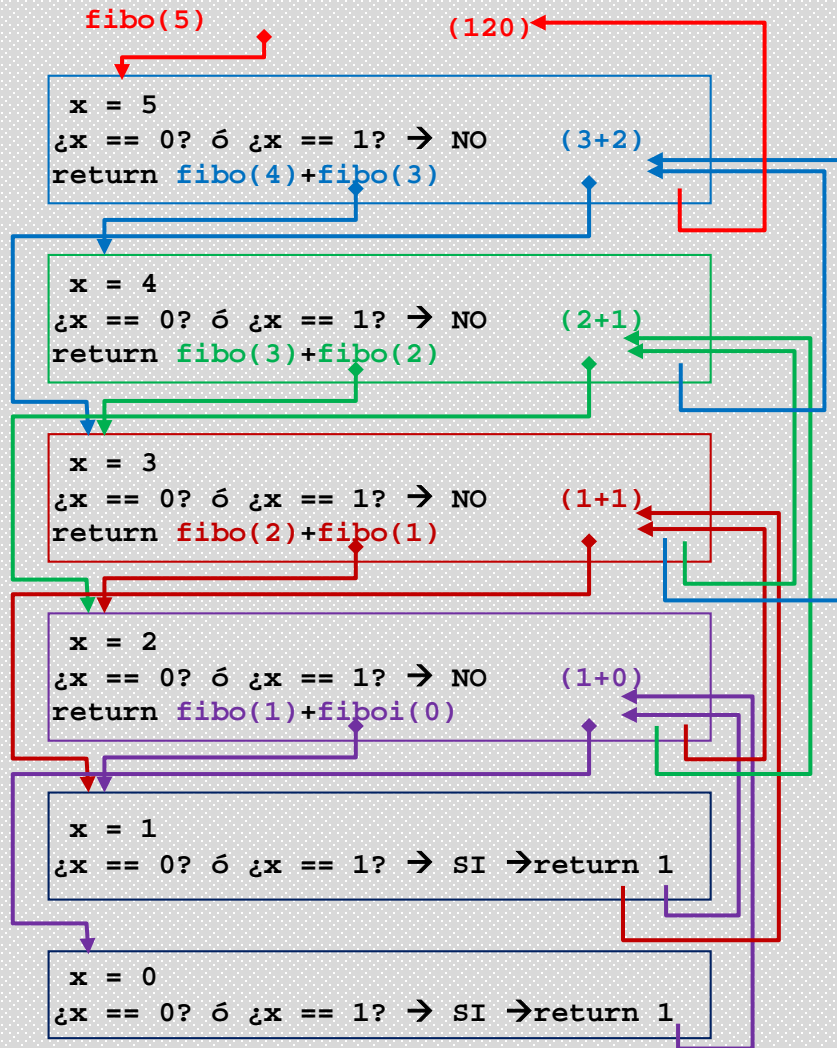 fibo(5) (120)
x = 5
¿x == 0? ó ¿x == 1? → NO (3+2)
return fibo(4)+fibo(3)
x = 4
¿x == 0? ó ¿x == 1? → NO (2+1)
return fibo(3)+fibo(2)
x = 3
¿x == 0? ó ¿x == 1? → NO (1+1)
return fibo(2)+fibo(1)
x = 2
¿x == 0? ó ¿x == 1? → NO (1+0)
return fibo(1)+fiboi(0)
x = 1
¿x == 0? ó ¿x == 1? → SI →return 1
x = 0
¿x == 0? ó ¿x == 1? → SI →return 1